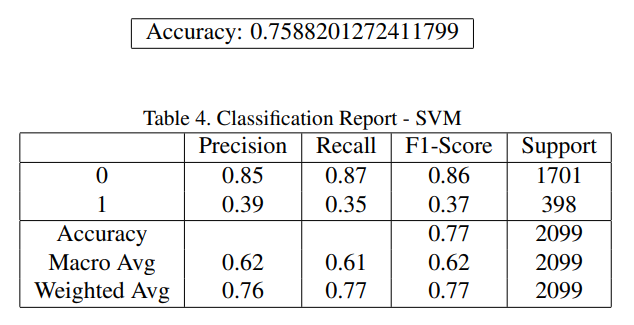 Accuracy: 0.7588201272411799
Table 4. Classification Report - SVM
Precision Recall F1-Score Support
0 0.85 0.87 0.86 1701
1 0.39 0.35 0.37 398
Accuracy 0.77 2099
Macro Avg 0.62 0.61 0.62 2099
Weighted Avg 0.76 0.77 0.77 2099